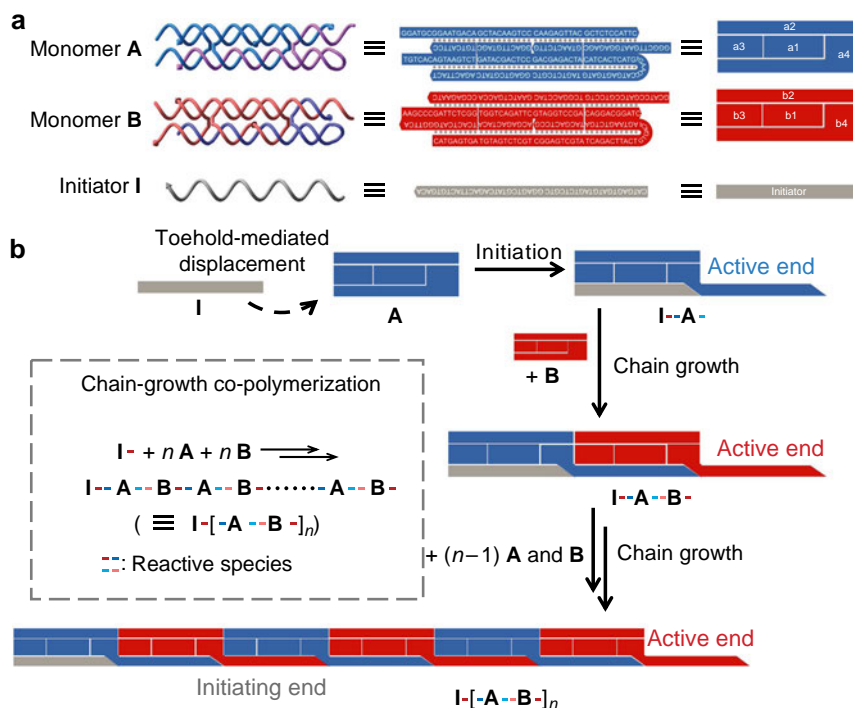 a
Monomer A
≡
≡
a2
a3
a1
a4
Monomer B
≡
≡
b2
b3
b1
b4
Initiator I
≡
≡
Initiator
b
Toehold-mediated
displacement
I
A
Initiation
Active end
I--A-
+ B
Chain growth
Active end
I--A--B-
+ (n−1) A and B
Chain growth
Chain-growth co-polymerization
I- + n A + n B
I--A--B--A--B-······-A--B-
( ≡ I-[-A--B-]n)
: Reactive species
Active end
Initiating end
I-[-A--B-]n